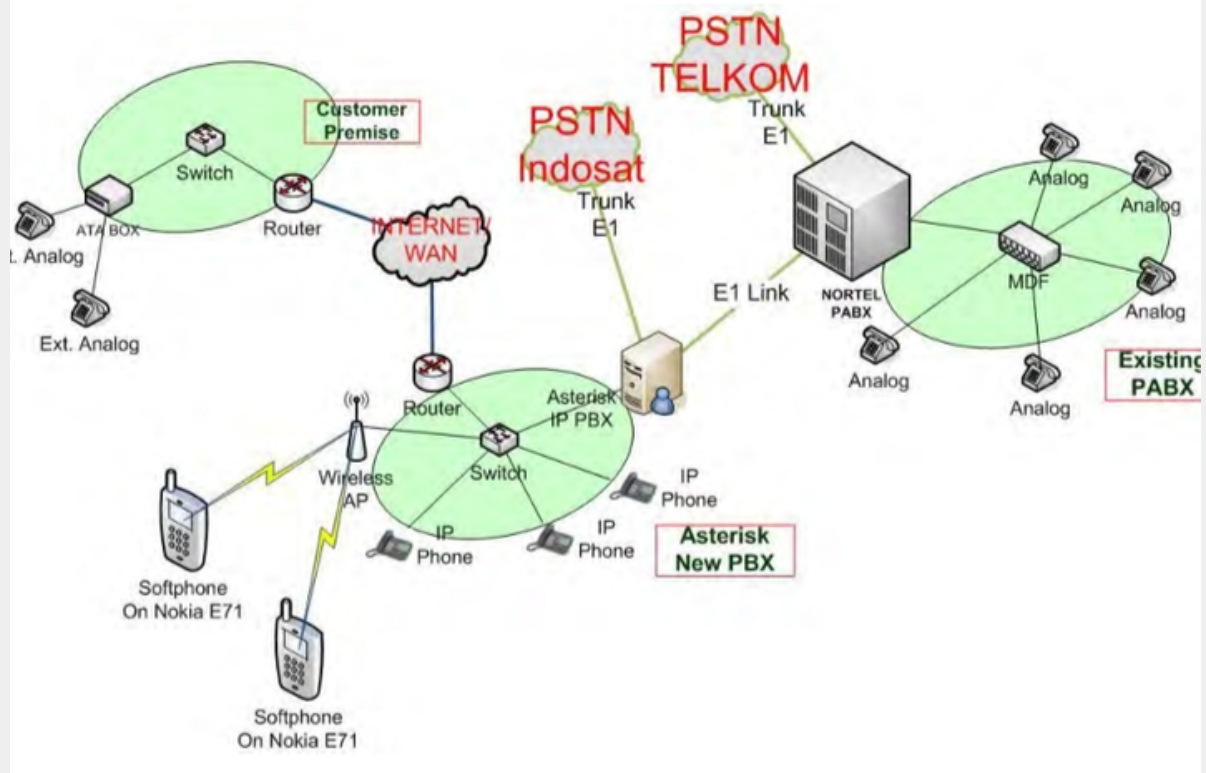 PSTN
TELKOM
Trunk
E1
PSTN
Indosat
Trunk
E1
Customer
Premise
Switch
ATA BOX
Router
t. Analog
Ext. Analog
INTERNET/
WAN
E1 Link
NORTEL
PABX
Analog
Analog
MDF
Analog
Analog
Analog
Existing
PABX
Router
Asterisk
IP PBX
Switch
Wireless
AP
IP
Phone
IP
Phone
IP
Phone
Asterisk
New PBX
Softphone
On Nokia E71
Softphone
On Nokia E71